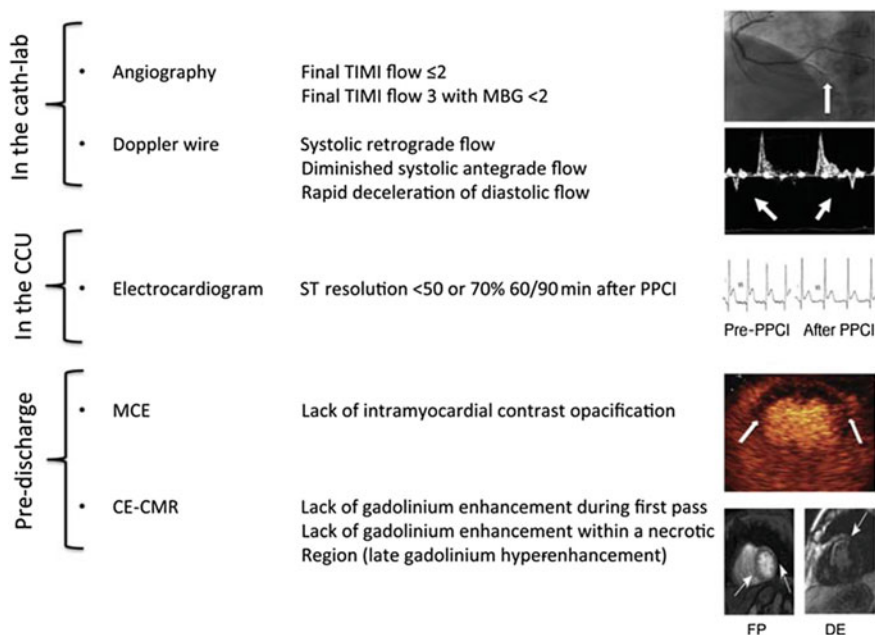 In the cath-lab
• Angiography
Final TIMI flow ≤2
Final TIMI flow 3 with MBG <2
• Doppler wire
Systolic retrograde flow
Diminished systolic antegrade flow
Rapid deceleration of diastolic flow
In the CCU
• Electrocardiogram
ST resolution <50 or 70% 60/90 min after PPCI
Pre-PPCI After PPCI
Pre-discharge
• MCE
Lack of intramyocardial contrast opacification
• CE-CMR
Lack of gadolinium enhancement during first pass
Lack of gadolinium enhancement within a necrotic
Region (late gadolinium hyperenhancement)
FP DE